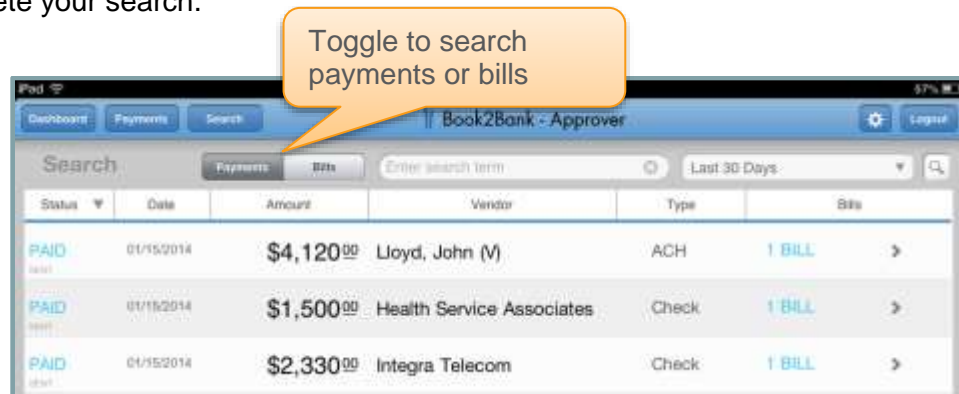 ete your search.
Toggle to search
payments or bills
iPad 57%
Dashboard Payments Search Book2Bank - Approver Logout
Search Payments Bills Enter search term Last 30 Days
Status Date Amount Vendor Type Bills
PAID 01/15/2014 $4,120.00 Lloyd, John (V) ACH 1 BILL
PAID 01/15/2014 $1,500.00 Health Service Associates Check 1 BILL
PAID 01/15/2014 $2,330.00 Integra Telecom Check 1 BILL